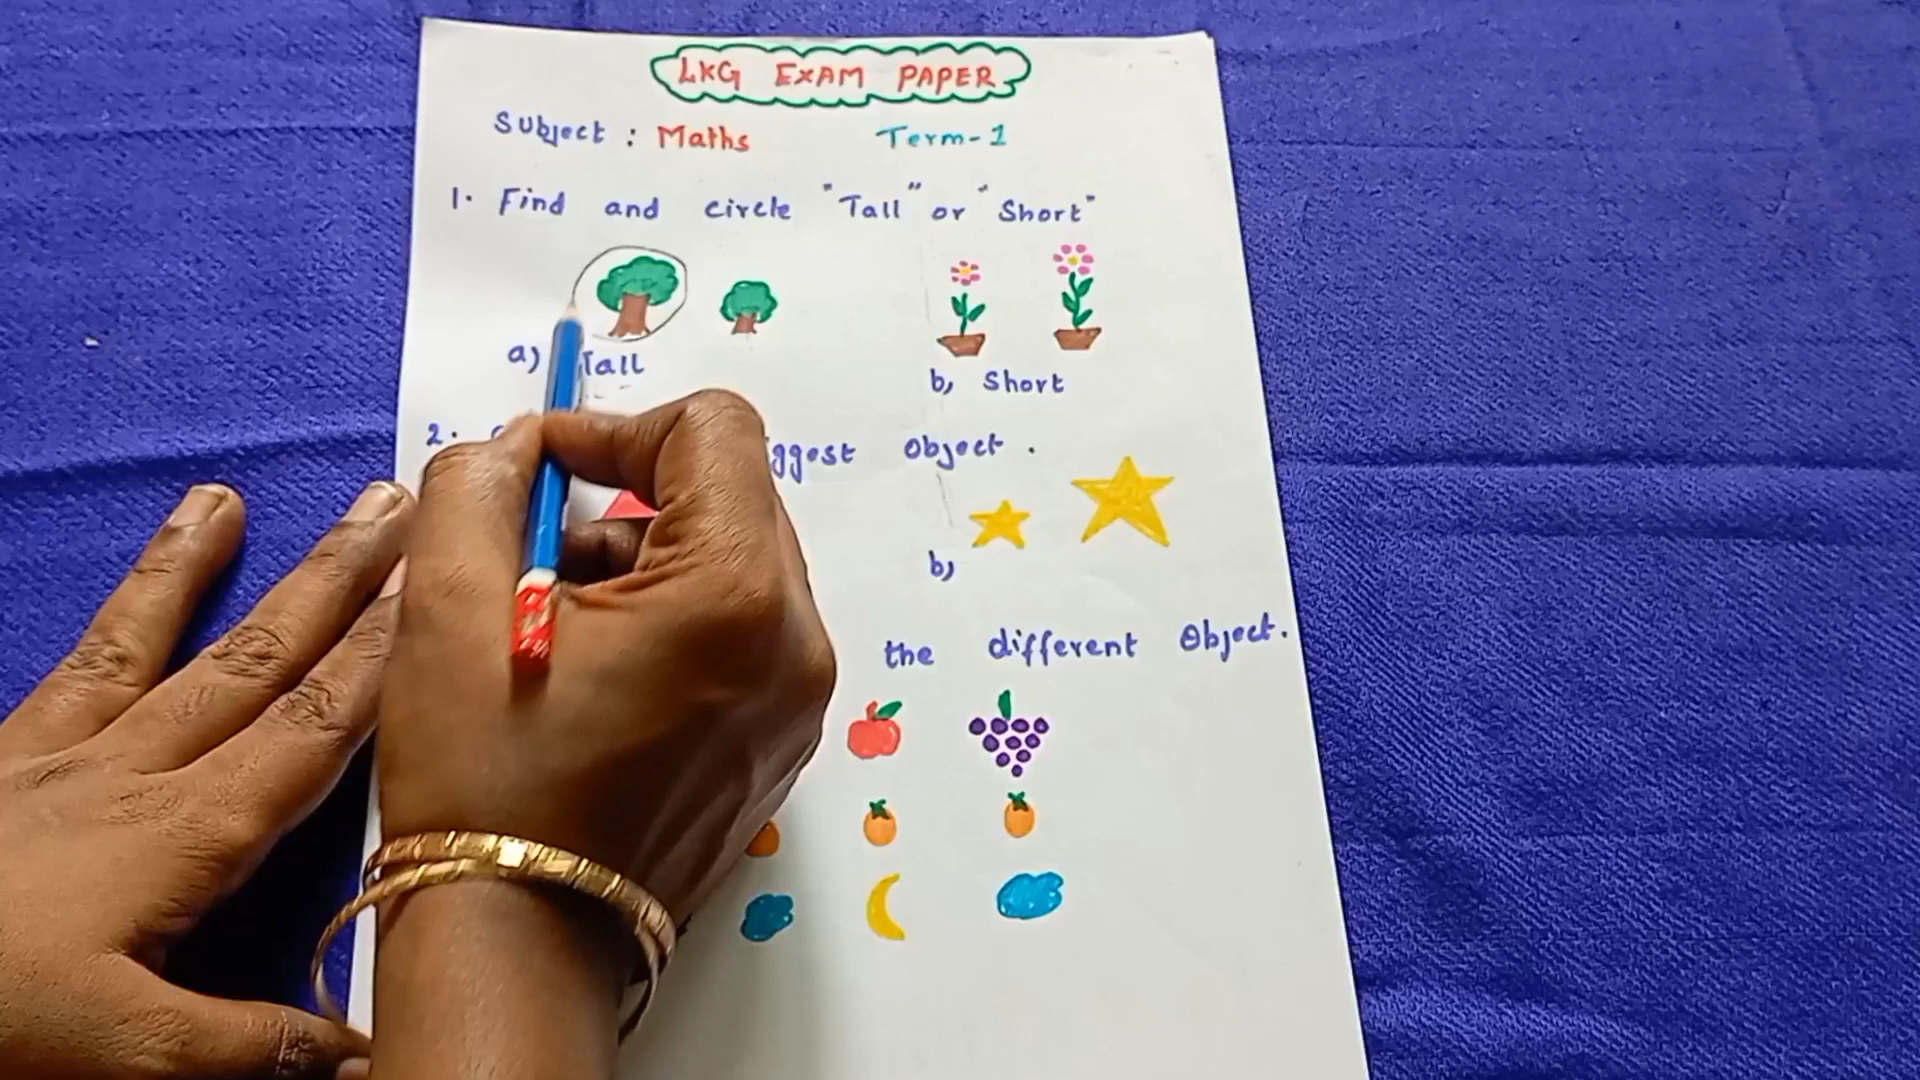 LKG EXAM PAPER
Subject : Maths Term-1
1. Find and circle "Tall" or "Short"
a) Tall b) Short
2. Object .
b)
the different Object.